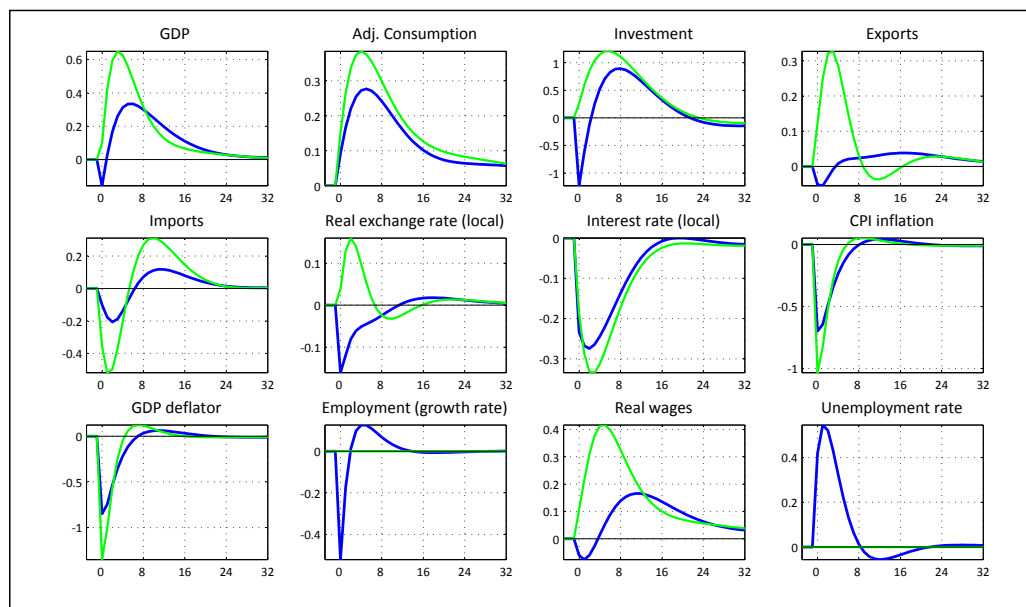 GDP
Adj. Consumption
Investment
Exports
0.6
0.4
0.2
0
0 8 16 24 32
0.3
0.2
0.1
0
0 8 16 24 32
1
0.5
0
-0.5
-1
0 8 16 24 32
0.3
0.2
0.1
0
0 8 16 24 32
Imports
Real exchange rate (local)
Interest rate (local)
CPI inflation
0.2
0
-0.2
-0.4
0 8 16 24 32
0.1
0
-0.1
0 8 16 24 32
0
-0.1
-0.2
-0.3
0 8 16 24 32
0
-0.5
-1
0 8 16 24 32
GDP deflator
Employment (growth rate)
Real wages
Unemployment rate
0
-0.5
-1
0 8 16 24 32
0
-0.2
-0.4
0 8 16 24 32
0.4
0.3
0.2
0.1
0
0 8 16 24 32
0.4
0.2
0
0 8 16 24 32